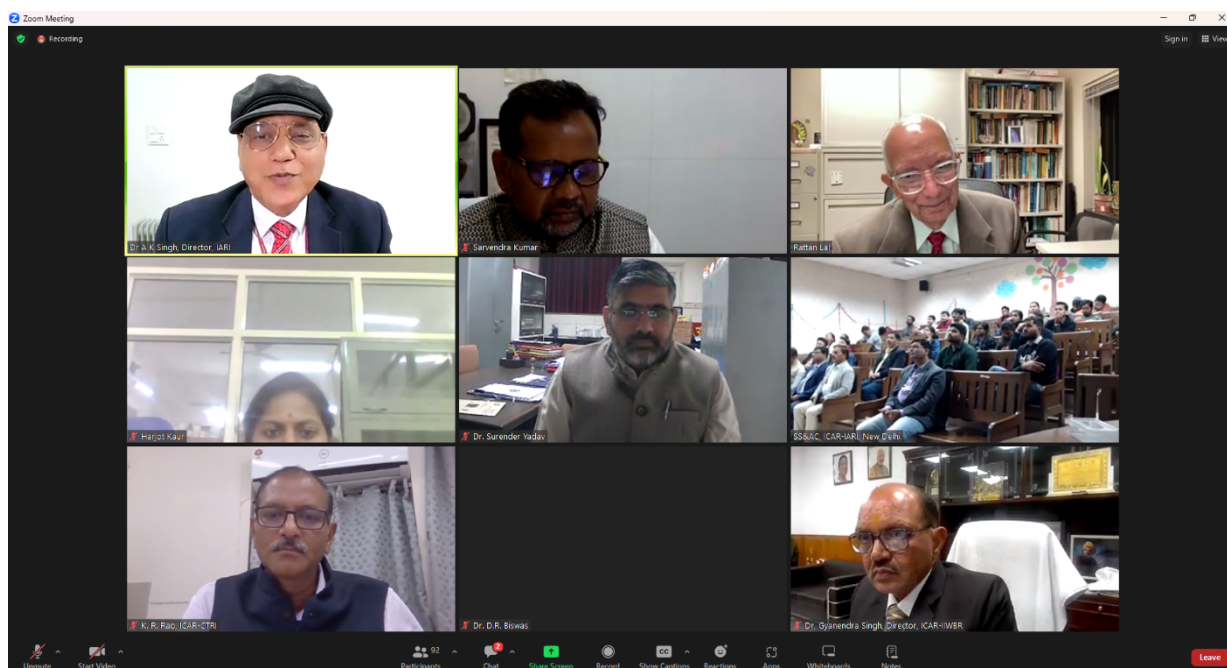 Zoom Meeting
Recording
Sign in
View
Dr A K Singh, Director, IARI
Sarvendra Kumar
Rattan Lal
Harjot Kaur
Dr. Surender Yadav
SS&AC, ICAR-IARI, New Delhi
K. R. Rao, ICAR-CTRI
Dr. D.R. Biswas
Dr. Gyanendra Singh, Director, ICAR-IIWBR
92
2
CC
Unmute
Start Video
Participants
Chat
Share Screen
Record
Show Captions
Reactions
Apps
Whiteboards
Notes
Leave